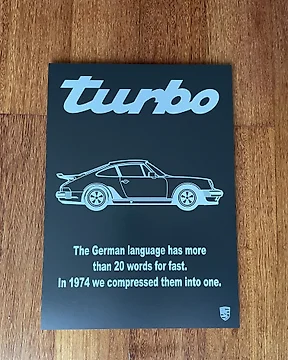 turbo
The German language has more
than 20 words for fast.
In 1974 we compressed them into one.